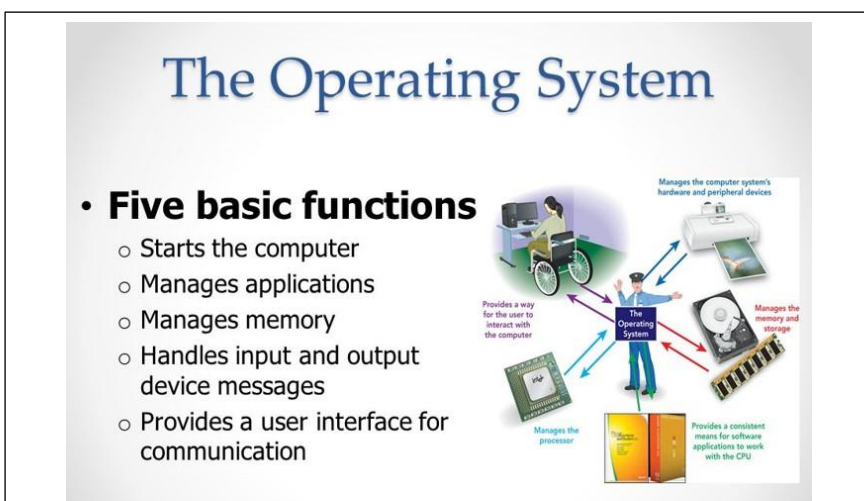 The Operating System
• Five basic functions
o Starts the computer
o Manages applications
o Manages memory
o Handles input and output
device messages
o Provides a user interface for
communication
Manages the computer system's
hardware and peripheral devices
Provides a way
for the user to
interact with
the computer
The
Operating
System
Manages the
memory and
storage
intel
Manages the
processor
Provides a consistent
means for software
applications to work
with the CPU